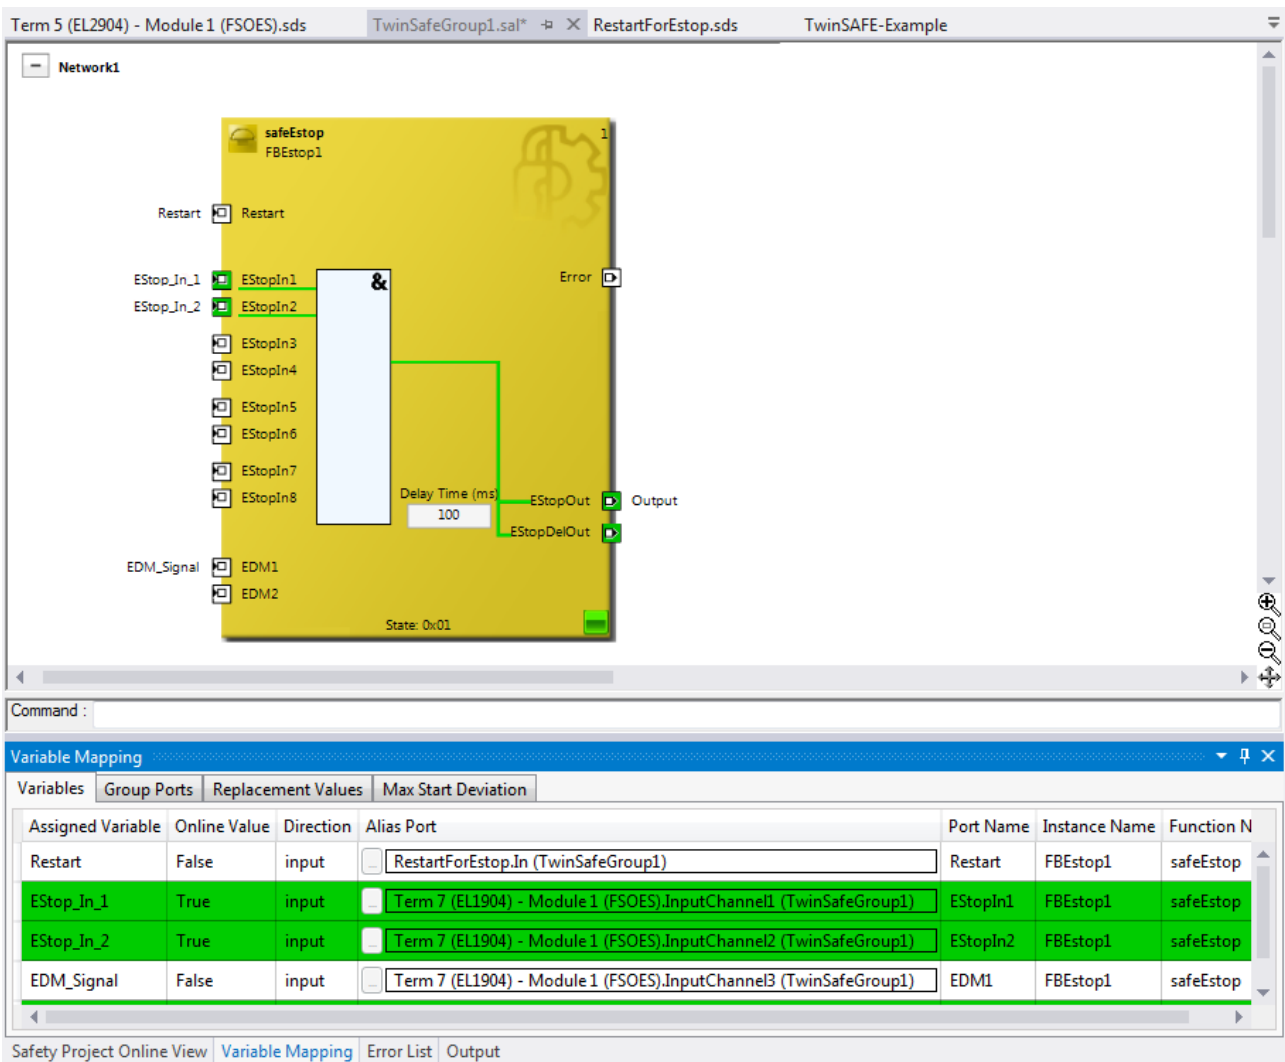 Term 5 (EL2904) - Module 1 (FSOES).sds TwinSafeGroup1.sal* RestartForEstop.sds TwinSAFE-Example
Network1
safeEstop 1
FBEstop1
Restart Restart
EStop_In_1 EStopIn1 & Error
EStop_In_2 EStopIn2
EStopIn3
EStopIn4
EStopIn5
EStopIn6
EStopIn7
EStopIn8 Delay Time (ms) EStopOut Output
100
EStopDelOut
EDM_Signal EDM1
EDM2
State: 0x01
Command :
Variable Mapping
Variables Group Ports Replacement Values Max Start Deviation
Assigned Variable Online Value Direction Alias Port Port Name Instance Name Function N
Restart False input ... RestartForEstop.In (TwinSafeGroup1) Restart FBEstop1 safeEstop
EStop_In_1 True input ... Term 7 (EL1904) - Module 1 (FSOES).InputChannel1 (TwinSafeGroup1) EStopIn1 FBEstop1 safeEstop
EStop_In_2 True input ... Term 7 (EL1904) - Module 1 (FSOES).InputChannel2 (TwinSafeGroup1) EStopIn2 FBEstop1 safeEstop
EDM_Signal False input ... Term 7 (EL1904) - Module 1 (FSOES).InputChannel3 (TwinSafeGroup1) EDM1 FBEstop1 safeEstop
Safety Project Online View Variable Mapping Error List Output